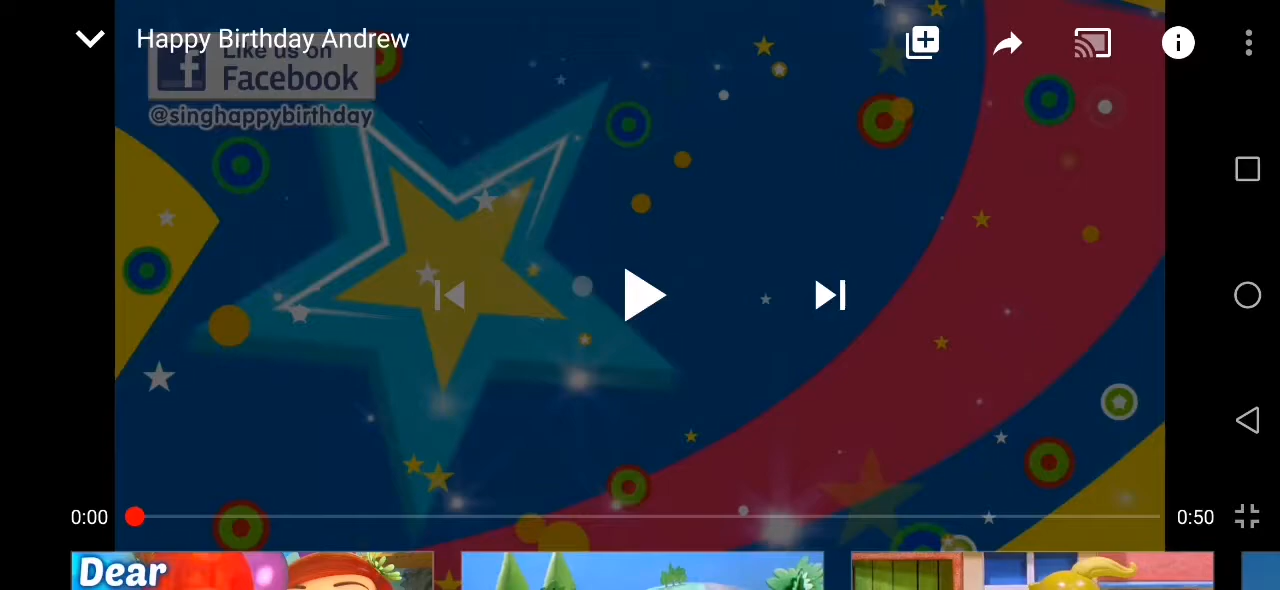 Happy Birthday Andrew
Like us on
f Facebook
@singhappybirthday
0:00
0:50
Dear